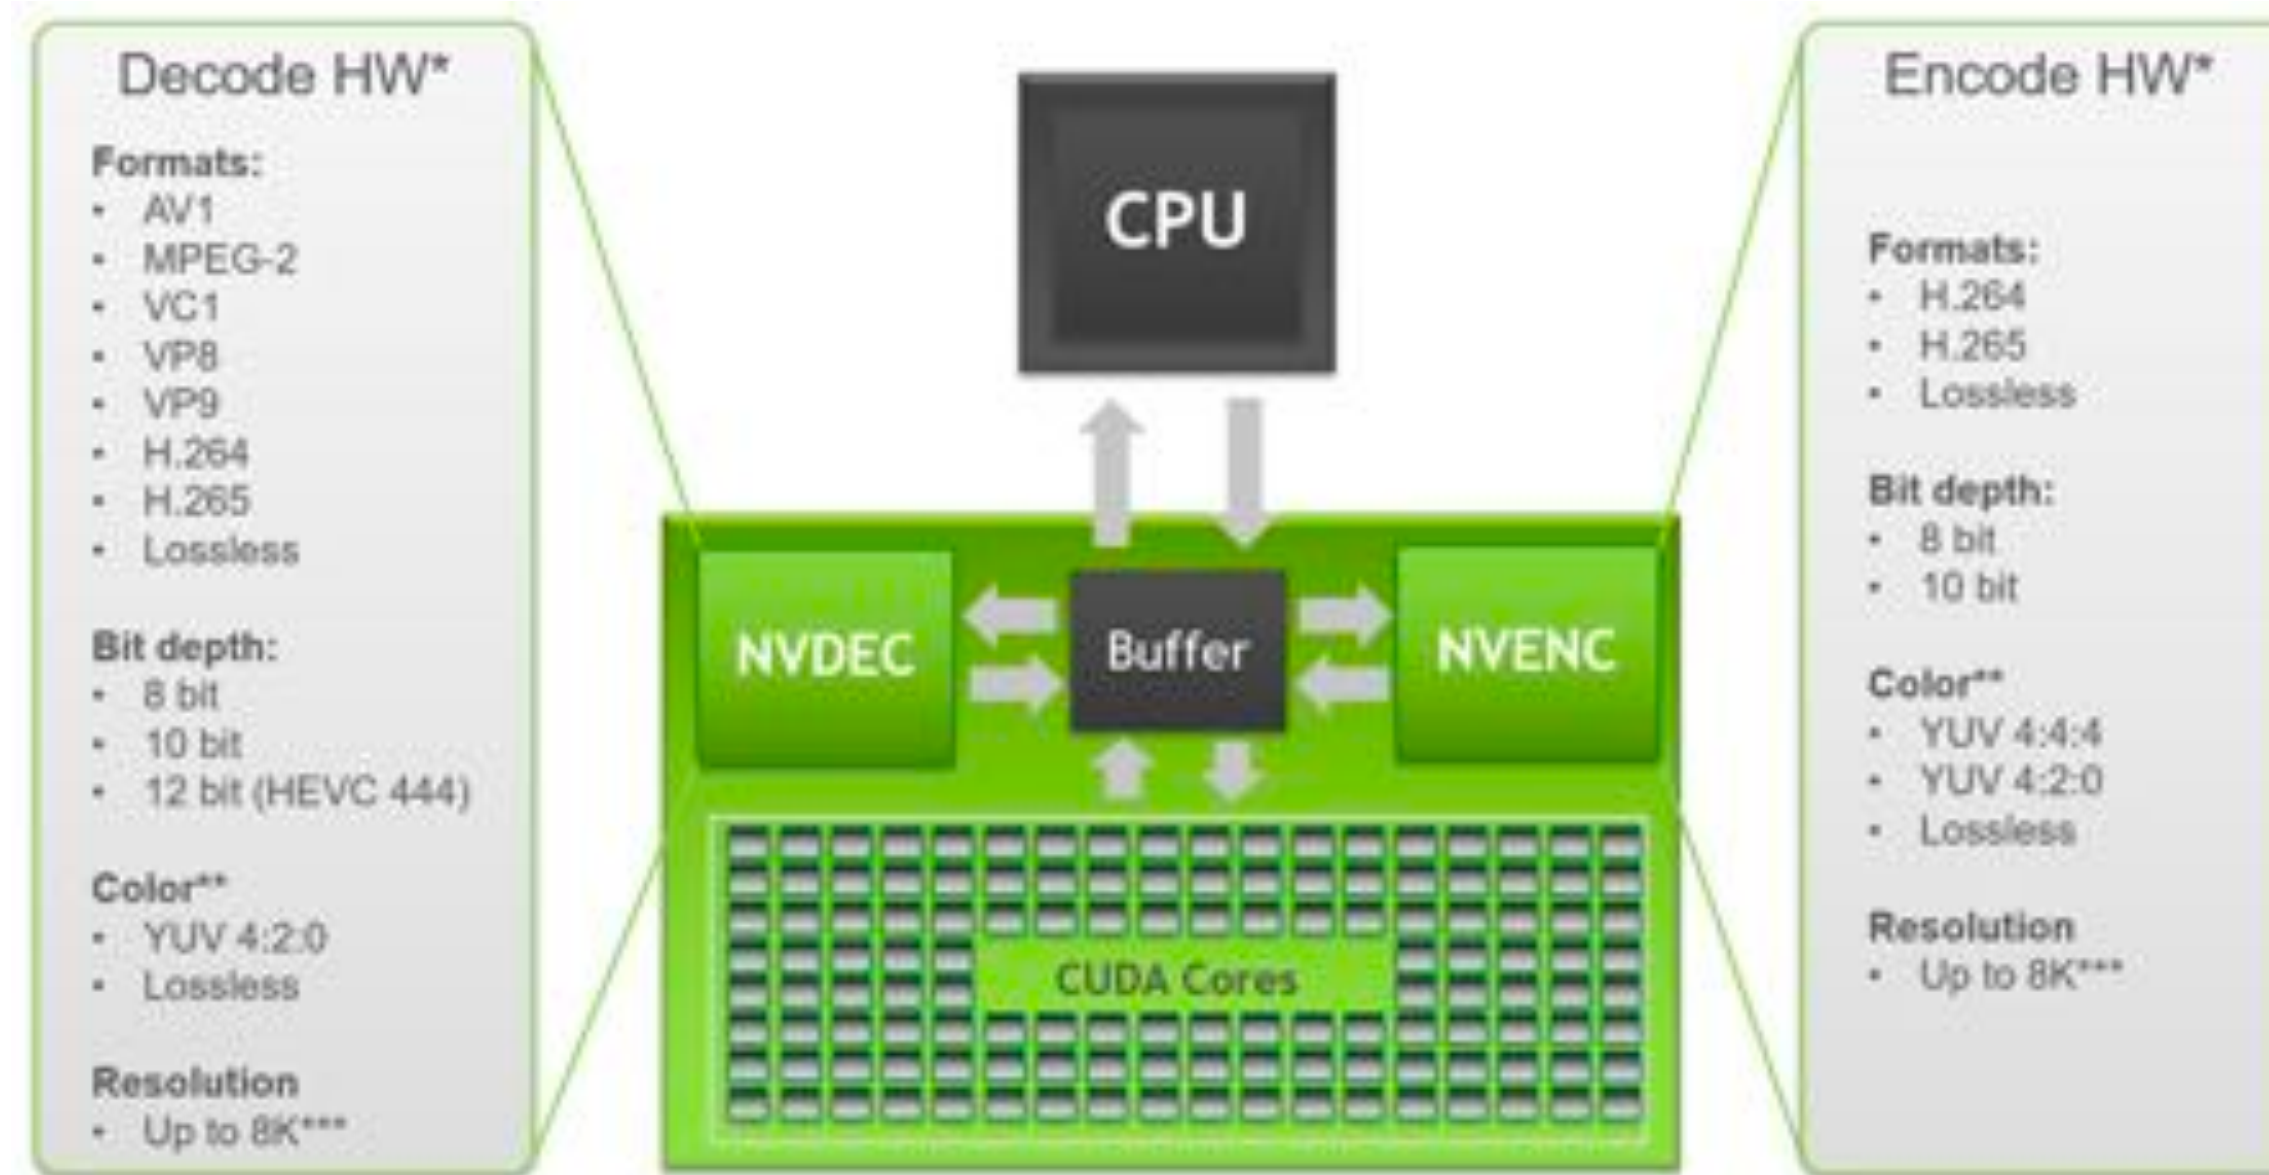 Decode HW*
Formats:
• AV1
• MPEG-2
• VC1
• VP8
• VP9
• H.264
• H.265
• Lossless
Bit depth:
• 8 bit
• 10 bit
• 12 bit (HEVC 444)
Color**
• YUV 4:2:0
• Lossless
Resolution
• Up to 8K***
CPU
NVDEC
Buffer
NVENC
CUDA Cores
Encode HW*
Formats:
• H.264
• H.265
• Lossless
Bit depth:
• 8 bit
• 10 bit
Color**
• YUV 4:4:4
• YUV 4:2:0
• Lossless
Resolution
• Up to 8K***